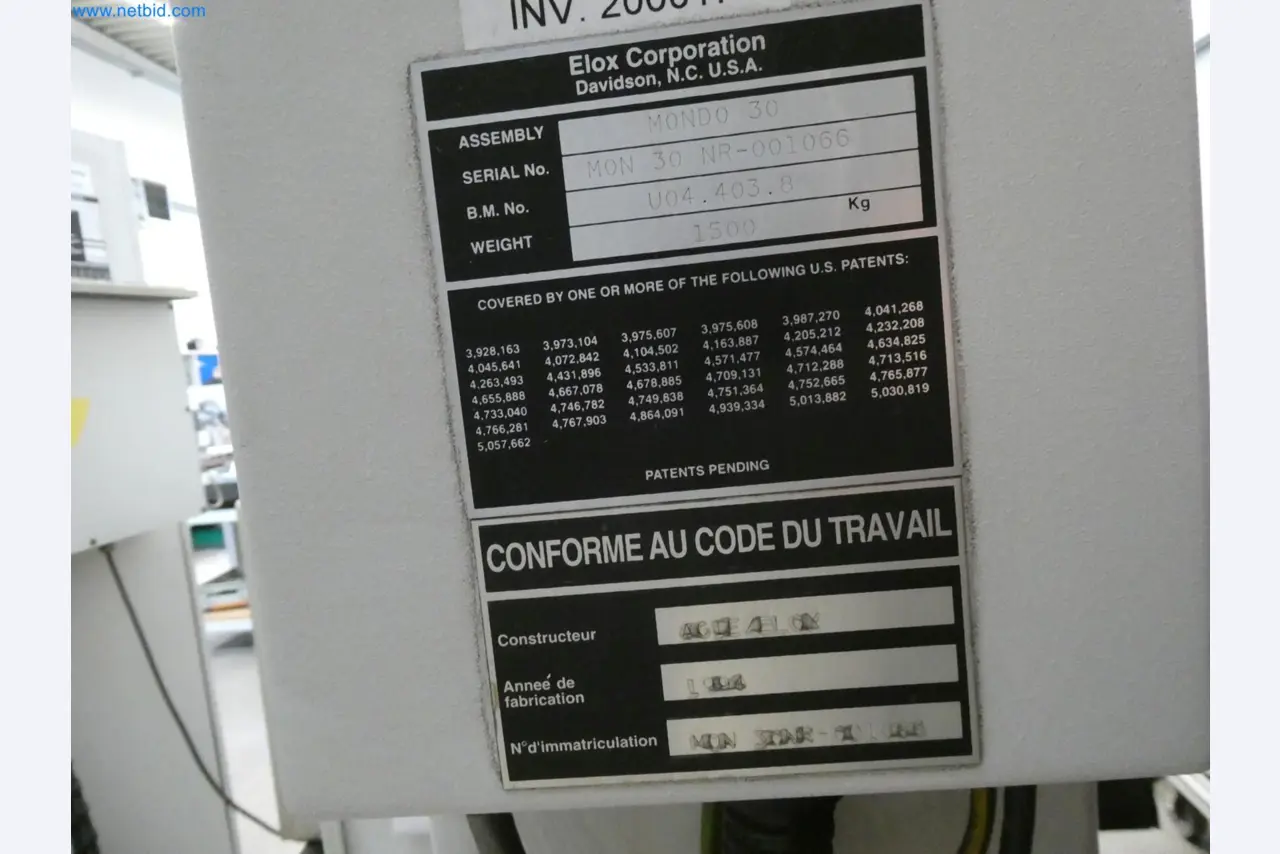 www.netbid.com
INV.
Elox Corporation
Davidson, N.C. U.S.A.
ASSEMBLY MONDO 30
SERIAL No. MON 30 NR-001066
B.M. No. U04.403.8
WEIGHT 1500 Kg
COVERED BY ONE OR MORE OF THE FOLLOWING U.S. PATENTS:
3,928,163 3,973,104 3,975,607 3,975,608 3,987,270 4,041,268
4,045,641 4,072,842 4,104,502 4,163,887 4,205,212 4,232,208
4,263,493 4,431,896 4,533,811 4,571,477 4,574,464 4,634,825
4,655,888 4,667,078 4,678,885 4,709,131 4,712,288 4,713,516
4,733,040 4,746,782 4,749,838 4,751,364 4,752,665 4,765,877
4,766,281 4,767,903 4,864,091 4,939,334 5,013,882 5,030,819
5,057,662
PATENTS PENDING
CONFORME AU CODE DU TRAVAIL
Constructeur
Anneé de
fabrication
N°d'immatriculation MON